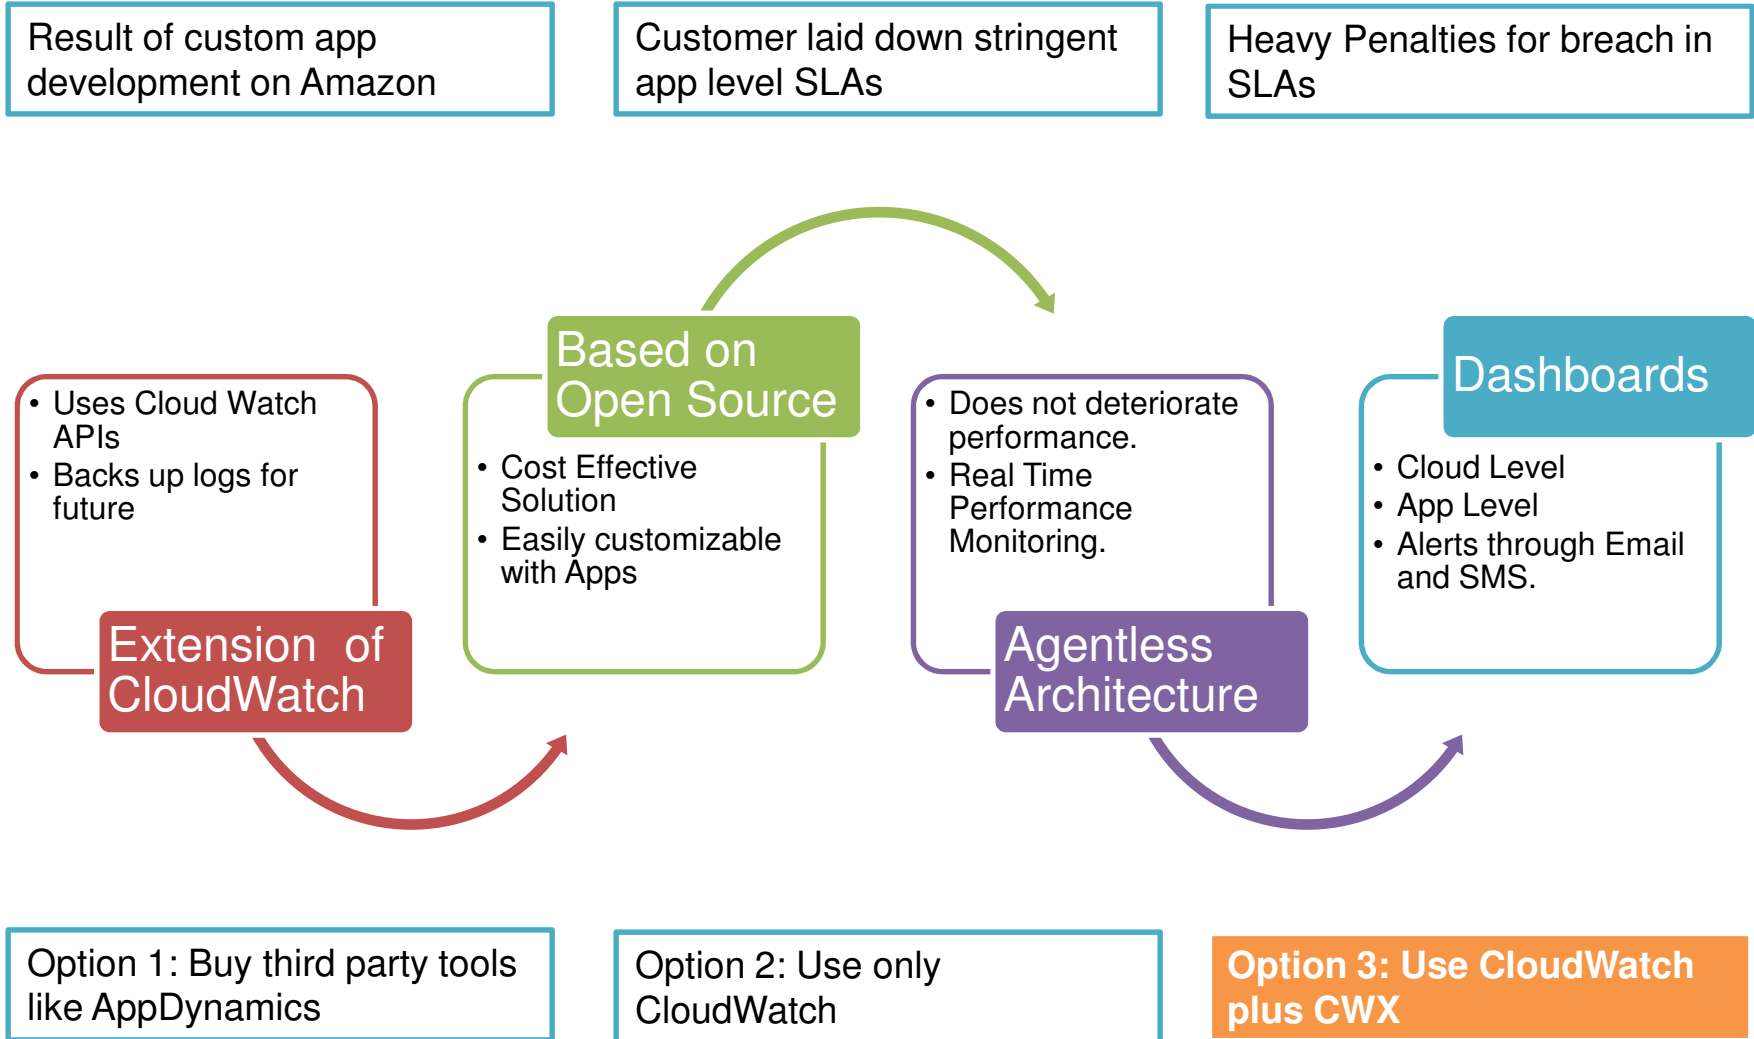 Result of custom app
development on Amazon
Customer laid down stringent
app level SLAs
Heavy Penalties for breach in
SLAs
• Uses Cloud Watch
APIs
• Backs up logs for
future
Extension of
CloudWatch
Based on
Open Source
• Cost Effective
Solution
• Easily customizable
with Apps
• Does not deteriorate
performance.
• Real Time
Performance
Monitoring.
Agentless
Architecture
Dashboards
• Cloud Level
• App Level
• Alerts through Email
and SMS.
Option 1: Buy third party tools
like AppDynamics
Option 2: Use only
CloudWatch
Option 3: Use CloudWatch
plus CWX